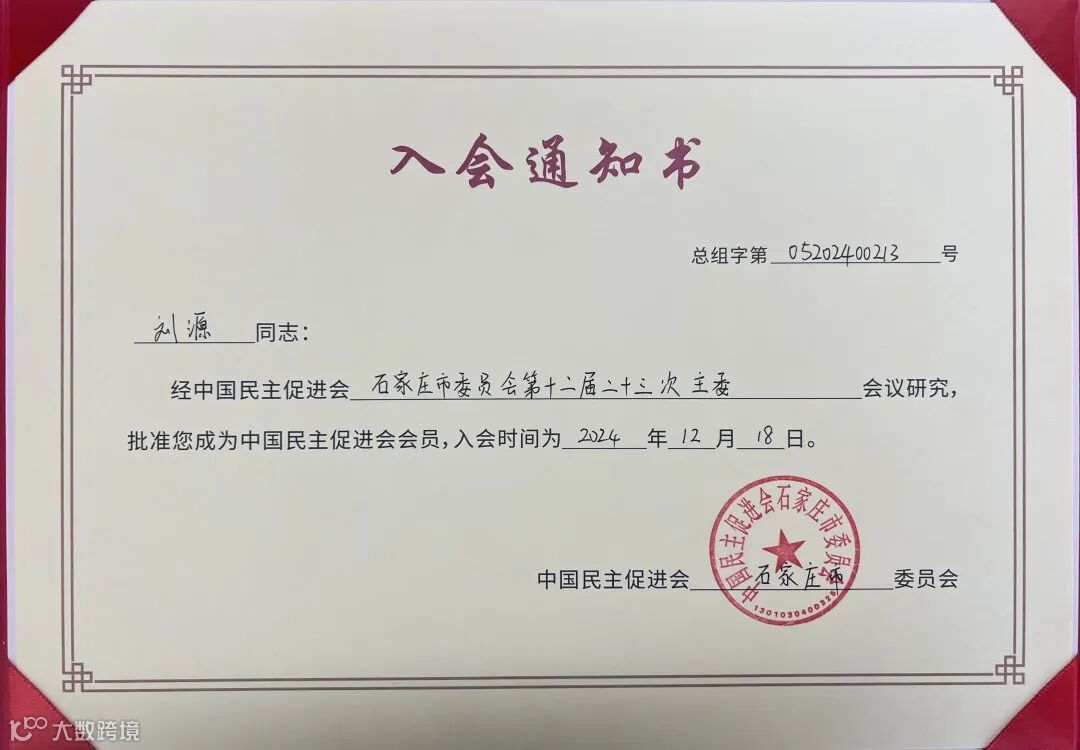 入会通知书
总组字第 05202400213 号
刘源 同志：
经中国民主促进会 石家庄市委员会第十二届二十三次主委 会议研究，
批准您成为中国民主促进会会员，入会时间为 2024 年 12 月 18 日。
中国民主促进会石家庄市委员会
中国民主促进会 石家庄市 委员会
1301030400325
大数跨境